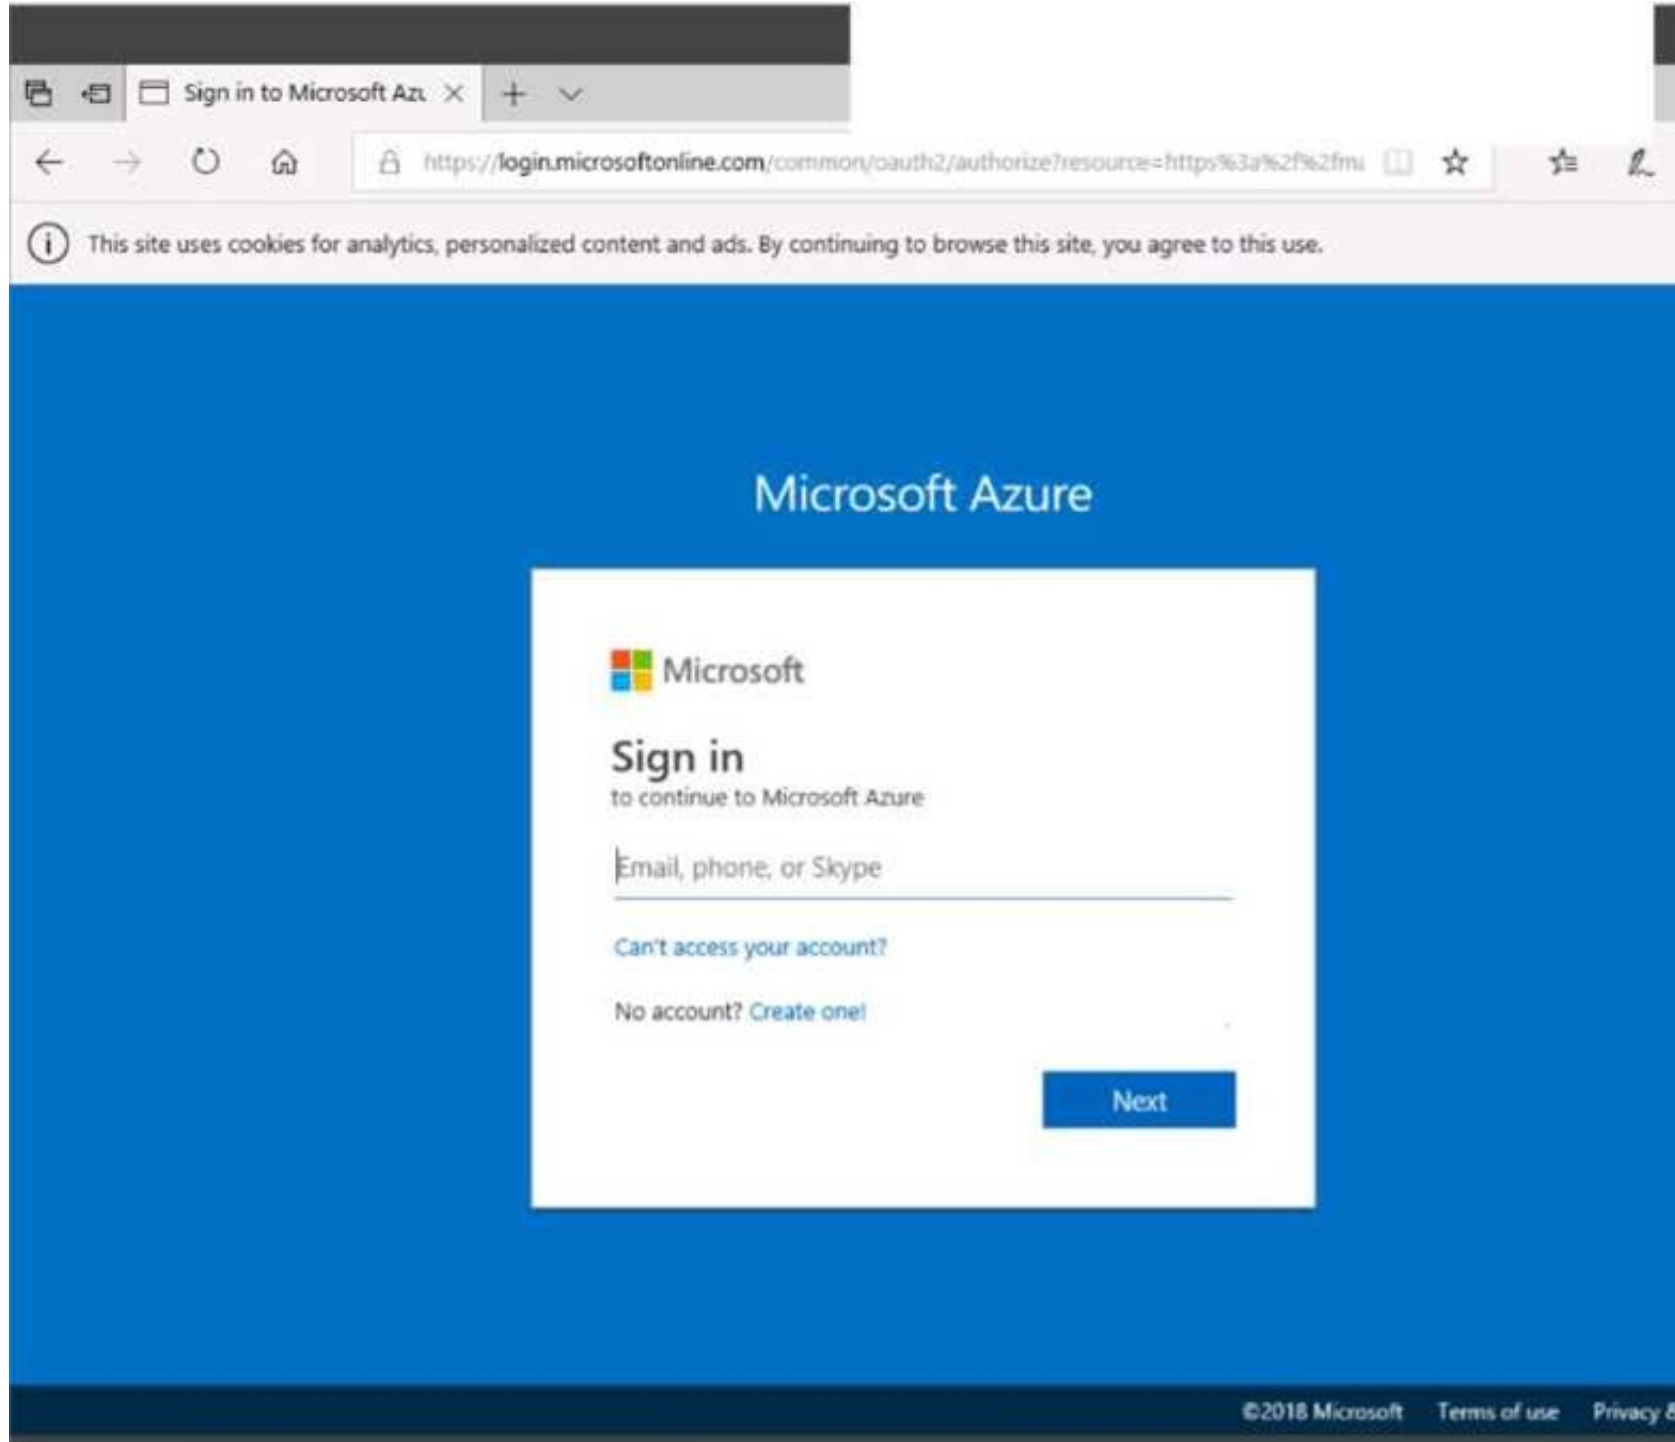 Sign in to Microsoft Azu
https://login.microsoftonline.com/common/oauth2/authorize?resource=https%3a%2f%2fma
This site uses cookies for analytics, personalized content and ads. By continuing to browse this site, you agree to this use.
Microsoft Azure
Microsoft
Sign in
to continue to Microsoft Azure
Email, phone, or Skype
Can't access your account?
No account? Create one!
Next
©2018 Microsoft Terms of use Privacy &